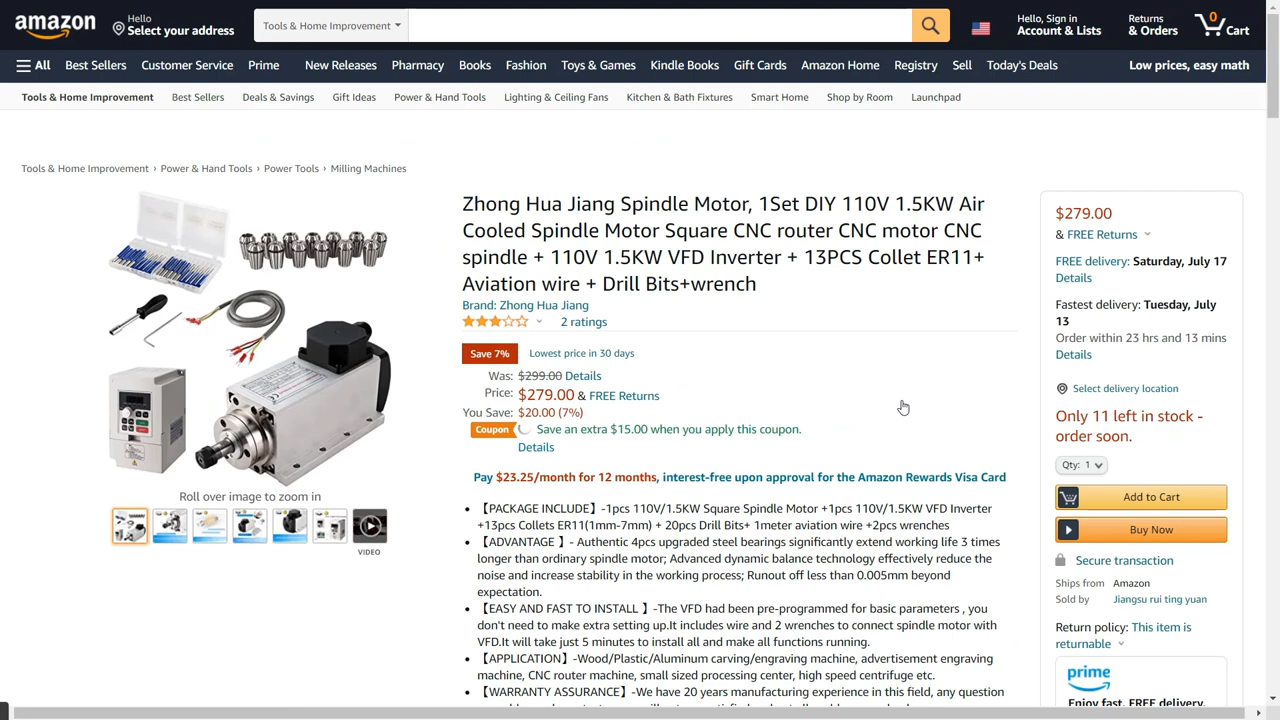 amazon
Hello
Select your address
Tools & Home Improvement
Hello, Sign in
Account & Lists
Returns
& Orders
0
Cart
All
Best Sellers
Customer Service
Prime
New Releases
Pharmacy
Books
Fashion
Toys & Games
Kindle Books
Gift Cards
Amazon Home
Registry
Sell
Today's Deals
Low prices, easy math
Tools & Home Improvement
Best Sellers
Deals & Savings
Gift Ideas
Power & Hand Tools
Lighting & Ceiling Fans
Kitchen & Bath Fixtures
Smart Home
Shop by Room
Launchpad
Tools & Home Improvement › Power & Hand Tools › Power Tools › Milling Machines
Roll over image to zoom in
VIDEO
Zhong Hua Jiang Spindle Motor, 1Set DIY 110V 1.5KW Air
Cooled Spindle Motor Square CNC router CNC motor CNC
spindle + 110V 1.5KW VFD Inverter + 13PCS Collet ER11+
Aviation wire + Drill Bits+wrench
Brand: Zhong Hua Jiang
2 ratings
Save 7%
Lowest price in 30 days
Was: $299.00 Details
Price: $279.00 & FREE Returns
You Save: $20.00 (7%)
Coupon
Save an extra $15.00 when you apply this coupon.
Details
Pay $23.25/month for 12 months, interest-free upon approval for the Amazon Rewards Visa Card
• 【PACKAGE INCLUDE】-1pcs 110V/1.5KW Square Spindle Motor +1pcs 110V/1.5KW VFD Inverter
+13pcs Collets ER11(1mm-7mm) + 20pcs Drill Bits+ 1meter aviation wire +2pcs wrenches
• 【ADVANTAGE 】- Authentic 4pcs upgraded steel bearings significantly extend working life 3 times
longer than ordinary spindle motor; Advanced dynamic balance technology effectively reduce the
noise and increase stability in the working process; Runout off less than 0.005mm beyond
expectation.
• 【EASY AND FAST TO INSTALL 】-The VFD had been pre-programmed for basic parameters , you
don't need to make extra setting up.It includes wire and 2 wrenches to connect spindle motor with
VFD.It will take just 5 minutes to install all and make all functions running.
• 【APPLICATION】-Wood/Plastic/Aluminum carving/engraving machine, advertisement engraving
machine, CNC router machine, small sized processing center, high speed centrifuge etc.
• 【WARRANTY ASSURANCE】-We have 20 years manufacturing experience in this field, any question
$279.00
& FREE Returns
FREE delivery: Saturday, July 17
Details
Fastest delivery: Tuesday, July
13
Order within 23 hrs and 13 mins
Details
Select delivery location
Only 11 left in stock -
order soon.
Qty: 1
Add to Cart
Buy Now
Secure transaction
Ships from Amazon
Sold by Jiangsu rui ting yuan
Return policy: This item is
returnable
prime
Enjoy fast, FREE delivery,